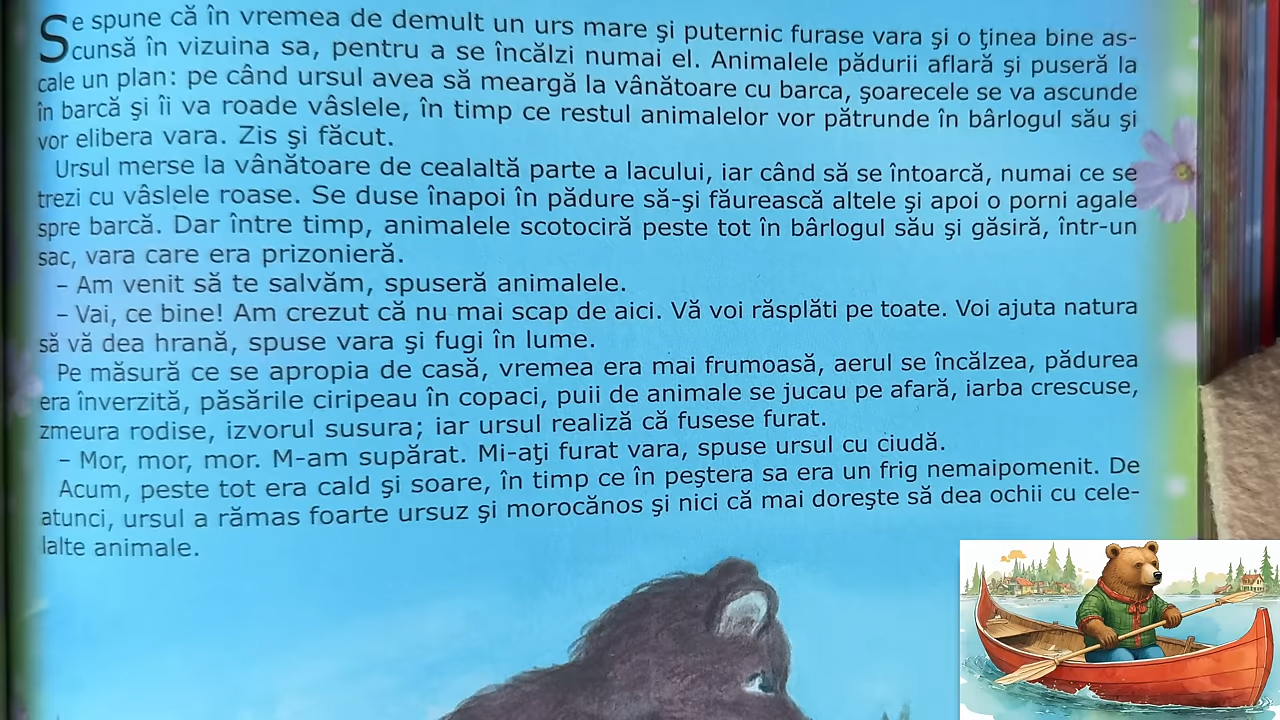 Se spune că în vremea de demult un urs mare şi puternic furase vara şi o ţinea bine as-
cunsă în vizuina sa, pentru a se încălzi numai el. Animalele pădurii aflară şi puseră la
cale un plan: pe când ursul avea să meargă la vânătoare cu barca, şoarecele se va ascunde
în barcă şi îi va roade vâslele, în timp ce restul animalelor vor pătrunde în bârlogul său şi
vor elibera vara. Zis şi făcut.
Ursul merse la vânătoare de cealaltă parte a lacului, iar când să se întoarcă, numai ce se
trezi cu vâslele roase. Se duse înapoi în pădure să-şi făurească altele şi apoi o porni agale
spre barcă. Dar între timp, animalele scotociră peste tot în bârlogul său şi găsiră, într-un
sac, vara care era prizonieră.
– Am venit să te salvăm, spuseră animalele.
– Vai, ce bine! Am crezut că nu mai scap de aici. Vă voi răsplăti pe toate. Voi ajuta natura
să vă dea hrană, spuse vara şi fugi în lume.
Pe măsură ce se apropia de casă, vremea era mai frumoasă, aerul se încălzea, pădurea
era înverzită, păsările ciripeau în copaci, puii de animale se jucau pe afară, iarba crescuse,
zmeura rodise, izvorul susura; iar ursul realiză că fusese furat.
– Mor, mor, mor. M-am supărat. Mi-aţi furat vara, spuse ursul cu ciudă.
Acum, peste tot era cald şi soare, în timp ce în peştera sa era un frig nemaipomenit. De
atunci, ursul a rămas foarte ursuz şi morocănos şi nici că mai doreşte să dea ochii cu cele-
lalte animale.